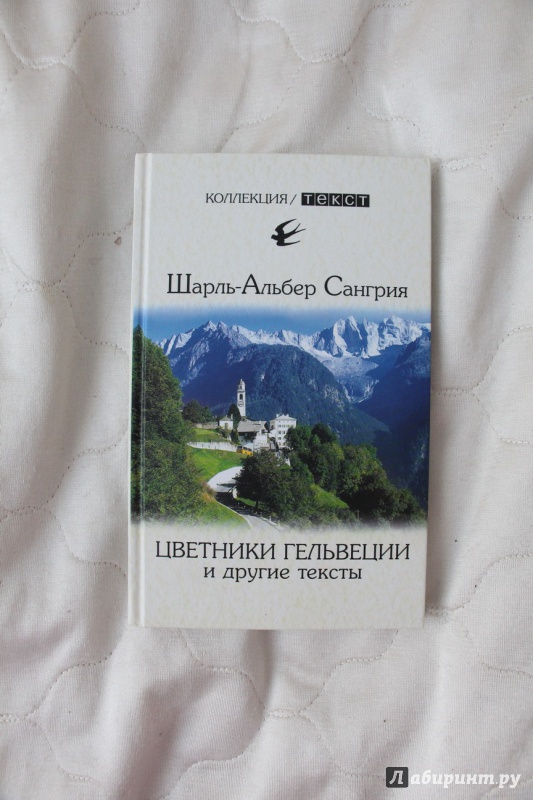 КОЛЛЕКЦИЯ / ТЕКСТ
Шарль-Альбер Сангрия
ЦВЕТНИКИ ГЕЛЬВЕЦИИ
и другие тексты
Лабиринт.ру